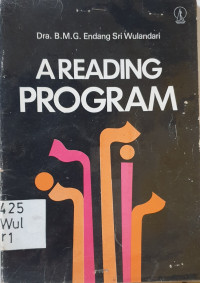 Dra. B.M.G. Endang Sri Wulandari
A READING
PROGRAM
425
Wul
r1